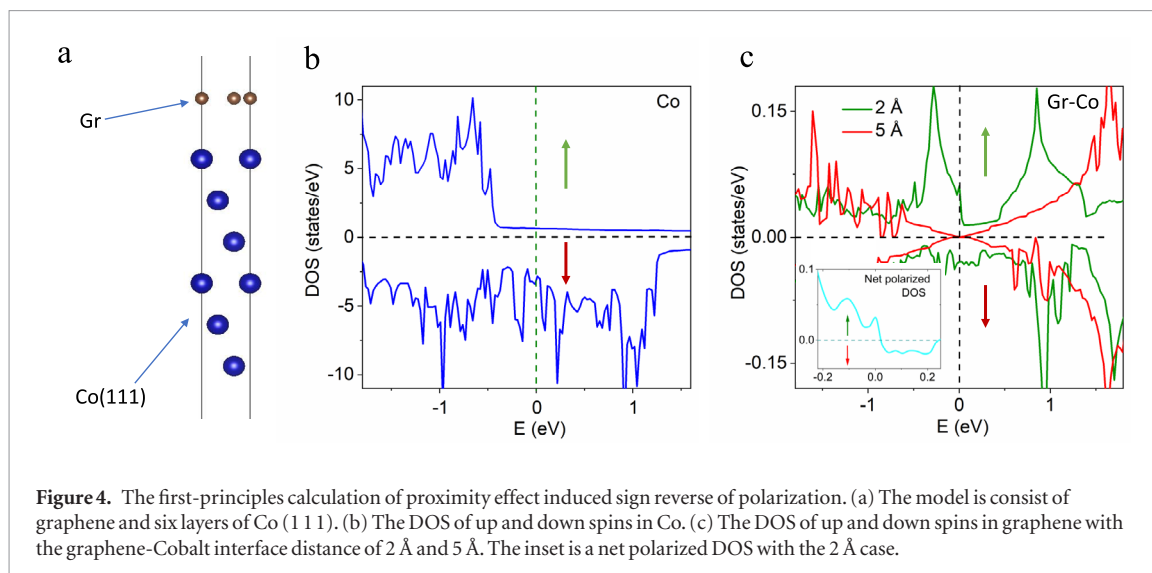 a
Gr
Co(111)
b
Co
10
5
0
-5
-10
DOS (states/eV)
-1
0
1
E (eV)
c
Gr-Co
2 Å
5 Å
0.15
0.00
-0.15
DOS (states/eV)
Net polarized
DOS
0.1
0.0
-0.2
0.0
0.2
-1
0
1
E (eV)
Figure 4. The first-principles calculation of proximity effect induced sign reverse of polarization. (a) The model is consist of
graphene and six layers of Co (1 1 1). (b) The DOS of up and down spins in Co. (c) The DOS of up and down spins in graphene with
the graphene-Cobalt interface distance of 2 Å and 5 Å. The inset is a net polarized DOS with the 2 Å case.